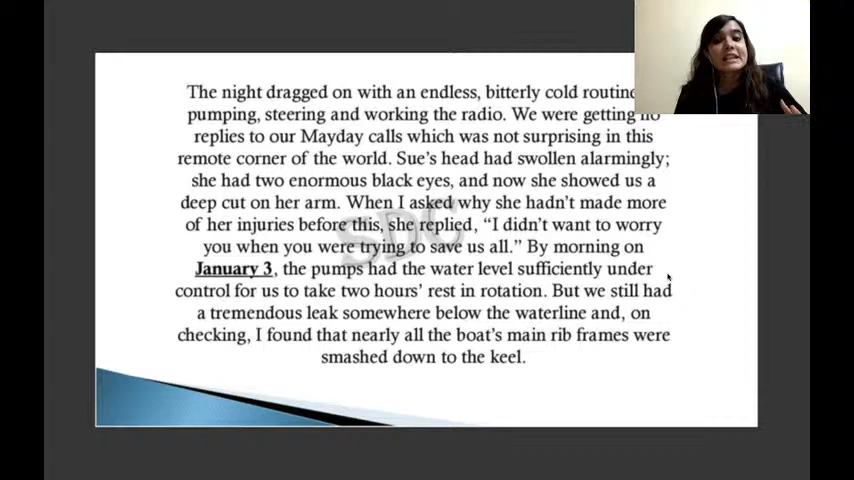 The night dragged on with an endless, bitterly cold routine
pumping, steering and working the radio. We were getting no
replies to our Mayday calls which was not surprising in this
remote corner of the world. Sue's head had swollen alarmingly;
she had two enormous black eyes, and now she showed us a
deep cut on her arm. When I asked why she hadn't made more
of her injuries before this, she replied, “I didn't want to worry
you when you were trying to save us all.” By morning on
January 3, the pumps had the water level sufficiently under
control for us to take two hours' rest in rotation. But we still had
a tremendous leak somewhere below the waterline and, on
checking, I found that nearly all the boat's main rib frames were
smashed down to the keel.
SDC